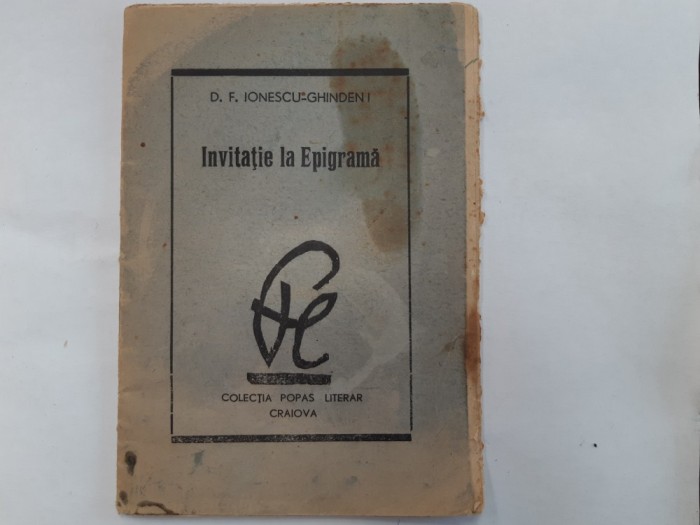 D. F. IONESCU-GHINDENI
Invitaţie la Epigramă
COLECŢIA POPAS LITERAR
CRAIOVA